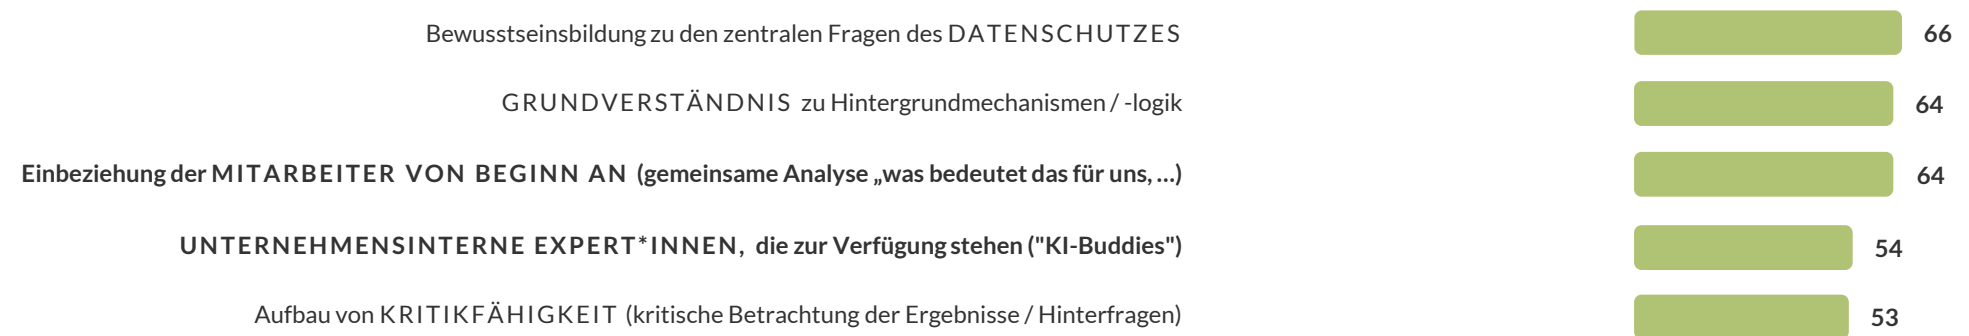 Bewusstseinsbildung zu den zentralen Fragen des DATENSCHUTZES 66
GRUNDVERSTÄNDNIS zu Hintergrundmechanismen / -logik 64
Einbeziehung der MITARBEITER VON BEGINN AN (gemeinsame Analyse „was bedeutet das für uns, …) 64
UNTERNEHMENSINTERNE EXPERT*INNEN, die zur Verfügung stehen ("KI-Buddies") 54
Aufbau von KRITIKFÄHIGKEIT (kritische Betrachtung der Ergebnisse / Hinterfragen) 53